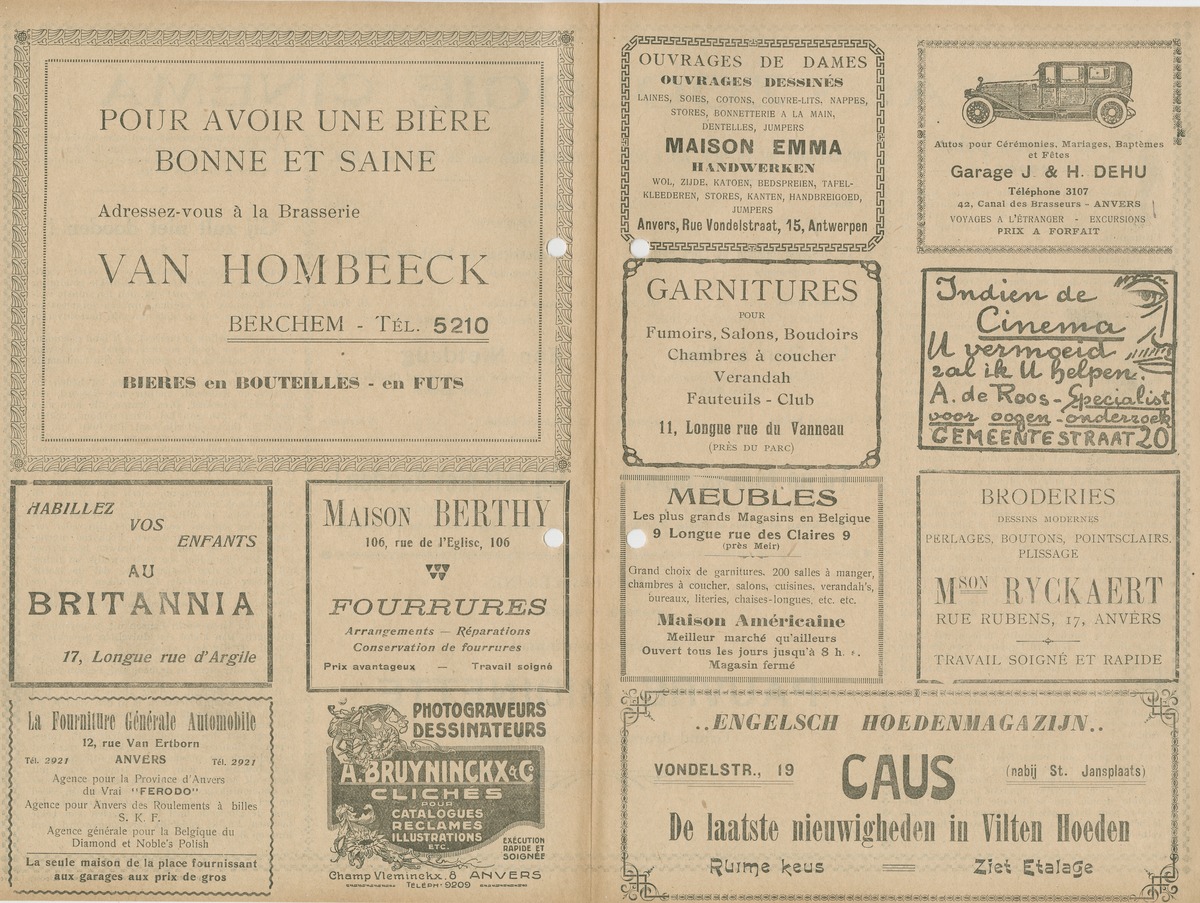 POUR AVOIR UNE BIÈRE
BONNE ET SAINE
Adressez-vous à la Brasserie
VAN HOMBEECK
BERCHEM - TÉL. 5210
BIERES en BOUTEILLES - en FUTS
HABILLEZ
VOS
ENFANTS
AU
BRITANNIA
17, Longue rue d'Argile
MAISON BERTHY
106, rue de l'Eglise, 106
FOURRURES
Arrangements — Réparations
Conservation de fourrures
Prix avantageux — Travail soigné
La Fourniture Générale Automobile
12, rue Van Ertborn
Tél. 2921 ANVERS Tél. 2921
Agence pour la Province d'Anvers
du Vrai "FERODO"
Agence pour Anvers des Roulements à billes
S. K. F.
Agence générale pour la Belgique du
Diamond et Noble's Polish
La seule maison de la place fournissant
aux garages aux prix de gros
PHOTOGRAVEURS
DESSINATEURS
A. BRUYNINCKX & C°
CLICHÉS
POUR
CATALOGUES
RECLAMES
ILLUSTRATIONS
ETC.
EXÉCUTION
RAPIDE ET
SOIGNÉE
Champ Vleminckx. 8 ANVERS
TELEPH-9209
OUVRAGES DE DAMES
OUVRAGES DESSINÉS
LAINES, SOIES, COTONS, COUVRE-LITS, NAPPES,
STORES, BONNETTERIE A LA MAIN,
DENTELLES, JUMPERS
MAISON EMMA
HANDWERKEN
WOL, ZIJDE, KATOEN, BEDSPREIEN, TAFEL-
KLEEDEREN, STORES, KANTEN, HANDBREIGOED,
JUMPERS
Anvers, Rue Vondelstraat, 15, Antwerpen
Autos pour Cérémonies, Mariages, Baptèmes
et Fêtes
Garage J. & H. DEHU
Téléphone 3107
42, Canal des Brasseurs - ANVERS
VOYAGES A L'ÉTRANGER - EXCURSIONS
PRIX A FORFAIT
GARNITURES
POUR
Fumoirs, Salons, Boudoirs
Chambres à coucher
Verandah
Fauteuils - Club
11, Longue rue du Vanneau
(PRÈS DU PARC)
Indien de
Cinema
U vermoeid
zal ik U helpen.
A. de Roos - Specialist
voor oogen-onderzoek
GEMEENTESTRAAT 20
MEUBLES
Les plus grands Magasins en Belgique
9 Longue rue des Claires 9
(près Meir)
Grand choix de garnitures. 200 salles à manger,
chambres à coucher, salons, cuisines, verandah's,
bureaux, literies, chaises-longues, etc. etc.
Maison Américaine
Meilleur marché qu'ailleurs
Ouvert tous les jours jusqu'à 8 h.
Magasin fermé
BRODERIES
DESSINS MODERNES
PERLAGES, BOUTONS, POINTSCLAIRS.
PLISSAGE
MSON RYCKAERT
RUE RUBENS, 17, ANVERS
TRAVAIL SOIGNÉ ET RAPIDE
..ENGELSCH HOEDENMAGAZIJN..
VONDELSTR., 19 CAUS (nabij St. Jansplaats)
De laatste nieuwigheden in Vilten Hoeden
Ruime keus Ziet Etalage